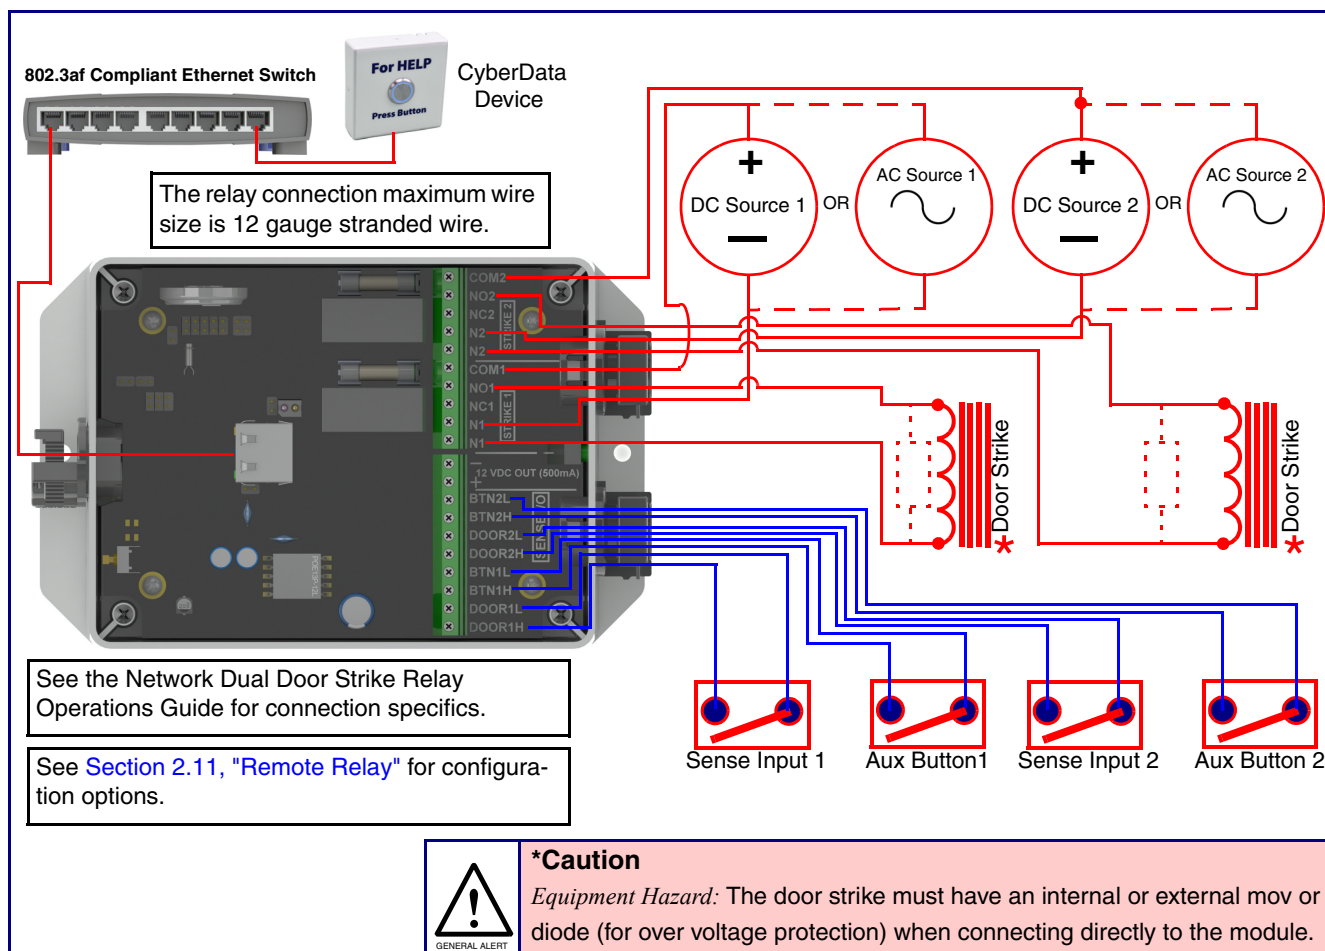 802.3af Compliant Ethernet Switch
For HELP
Press Button
CyberData
Device
The relay connection maximum wire
size is 12 gauge stranded wire.
+
DC Source 1
OR
AC Source 1
+
DC Source 2
OR
AC Source 2
COM2
NO2
NC2
N2
N2
STRIKE 2
COM1
NO1
NC1
N1
N1
STRIKE 1
-
12 VDC OUT (500mA)
+
BTN2L
BTN2H
DOOR2L
DOOR2H
BTN1L
BTN1H
DOOR1L
DOOR1H
*Door Strike
*Door Strike
Sense Input 1
Aux Button1
Sense Input 2
Aux Button 2
See the Network Dual Door Strike Relay
Operations Guide for connection specifics.
See Section 2.11, "Remote Relay" for configura-
tion options.
GENERAL ALERT
*Caution
Equipment Hazard: The door strike must have an internal or external mov or
diode (for over voltage protection) when connecting directly to the module.